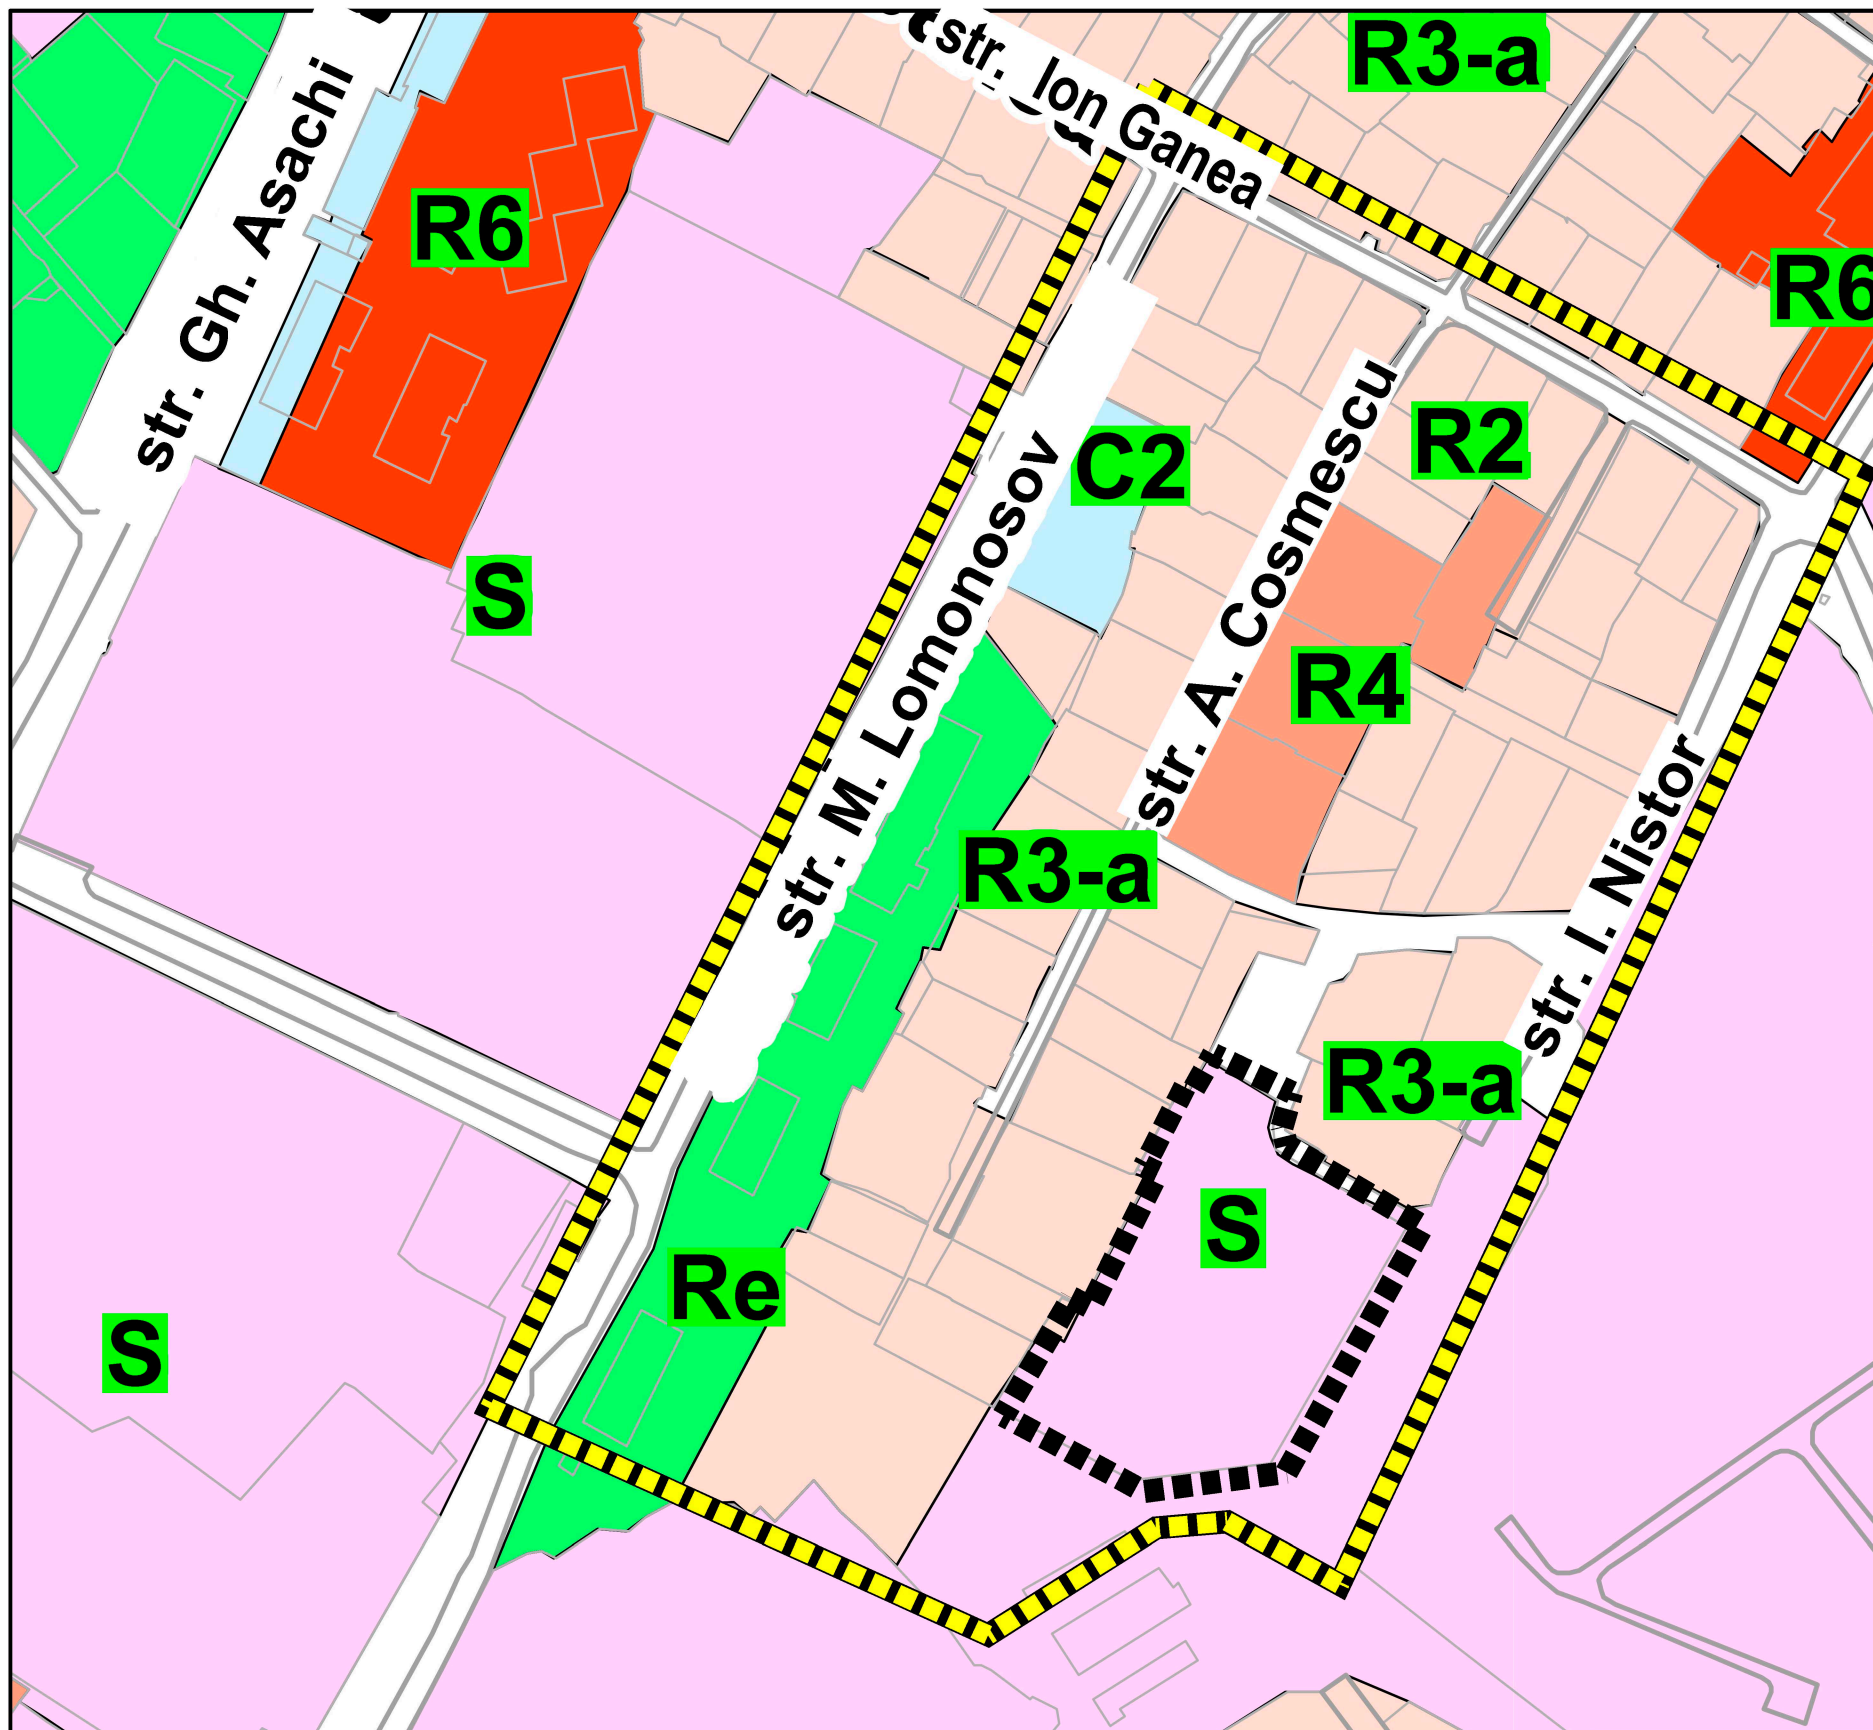 str. Ion Ganea
R3-a
str. Gh. Asachi
R6
R6
R2
C2
str. M. Lomonosov
str. A. Cosmescu
S
R4
str. I. Nistor
R3-a
R3-a
S
Re
S